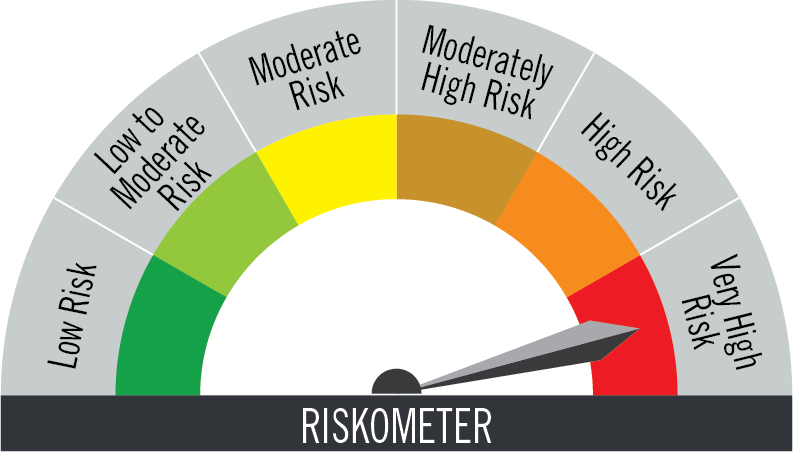 Low Risk
Low to
Moderate
Risk
Moderate
Risk
Moderately
High Risk
High Risk
Very High
Risk
RISKOMETER